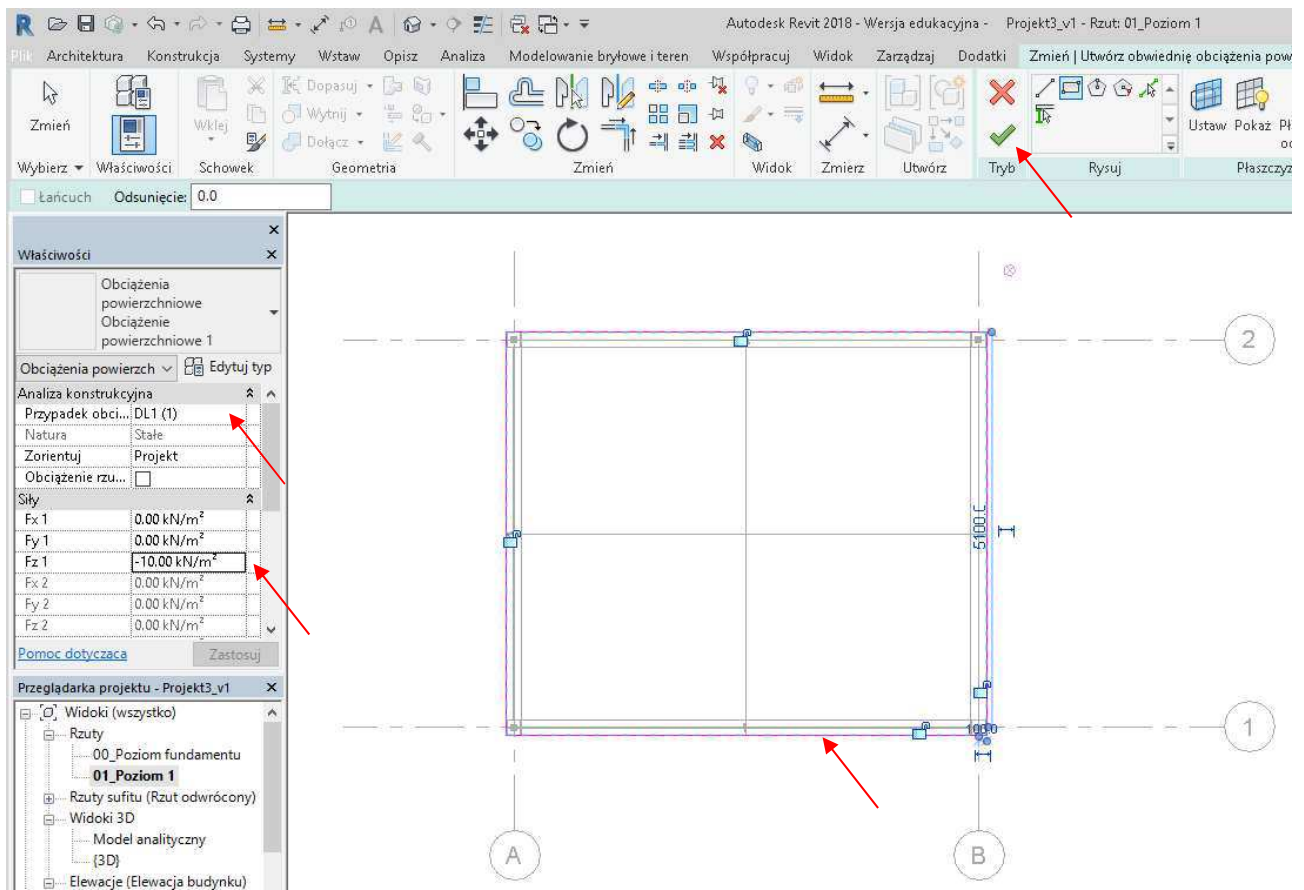 Autodesk Revit 2018 - Wersja edukacyjna - Projekt3_v1 - Rzut: 01_Poziom 1
Plik Architektura Konstrukcja Systemy Wstaw Opisz Analiza Modelowanie bryłowe i teren Współpracuj Widok Zarządzaj Dodatki Zmień | Utwórz obwiednię obciążenia pow
Zmień
Wklej
Dopasuj
Wytnij
Dołącz
Ustaw Pokaż Pł
oc
Wybierz Właściwości Schowek Geometria Zmień Widok Zmierz Utwórz Tryb Rysuj Płaszczyz
Łańcuch Odsunięcie: 0.0
Właściwości
Obciążenia
powierzchniowe
Obciążenie
powierzchniowe 1
Obciążenia powierzch Edytuj typ
Analiza konstrukcyjna
Przypadek obci... DL1 (1)
Natura Stałe
Zorientuj Projekt
Obciążenie rzu...
Siły
Fx 1 0.00 kN/m²
Fy 1 0.00 kN/m²
Fz 1 -10.00 kN/m²
Fx 2 0.00 kN/m²
Fy 2 0.00 kN/m²
Fz 2 0.00 kN/m²
Pomoc dotycząca Zastosuj
Przeglądarka projektu - Projekt3_v1
Widoki (wszystko)
Rzuty
00_Poziom fundamentu
01_Poziom 1
Rzuty sufitu (Rzut odwrócony)
Widoki 3D
Model analityczny
{3D}
Elewacje (Elewacja budynku)
2
5100.0
1
A
B